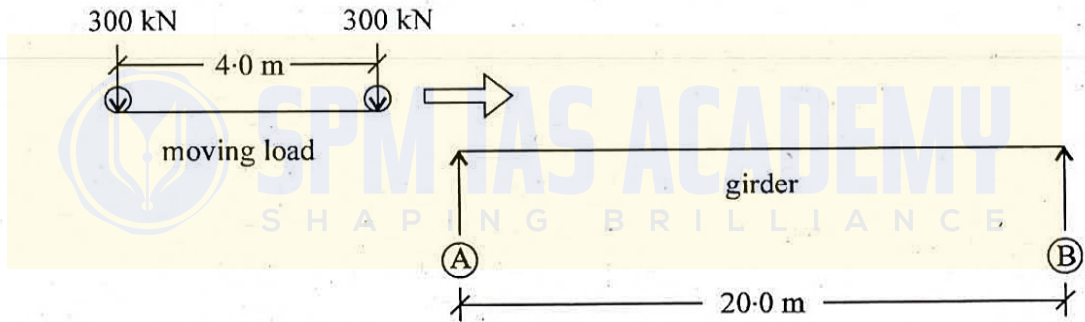 300 kN 300 kN
4·0 m
moving load
SPM IAS ACADEMY
girder
SHAPING BRILLIANCE
A B
20·0 m